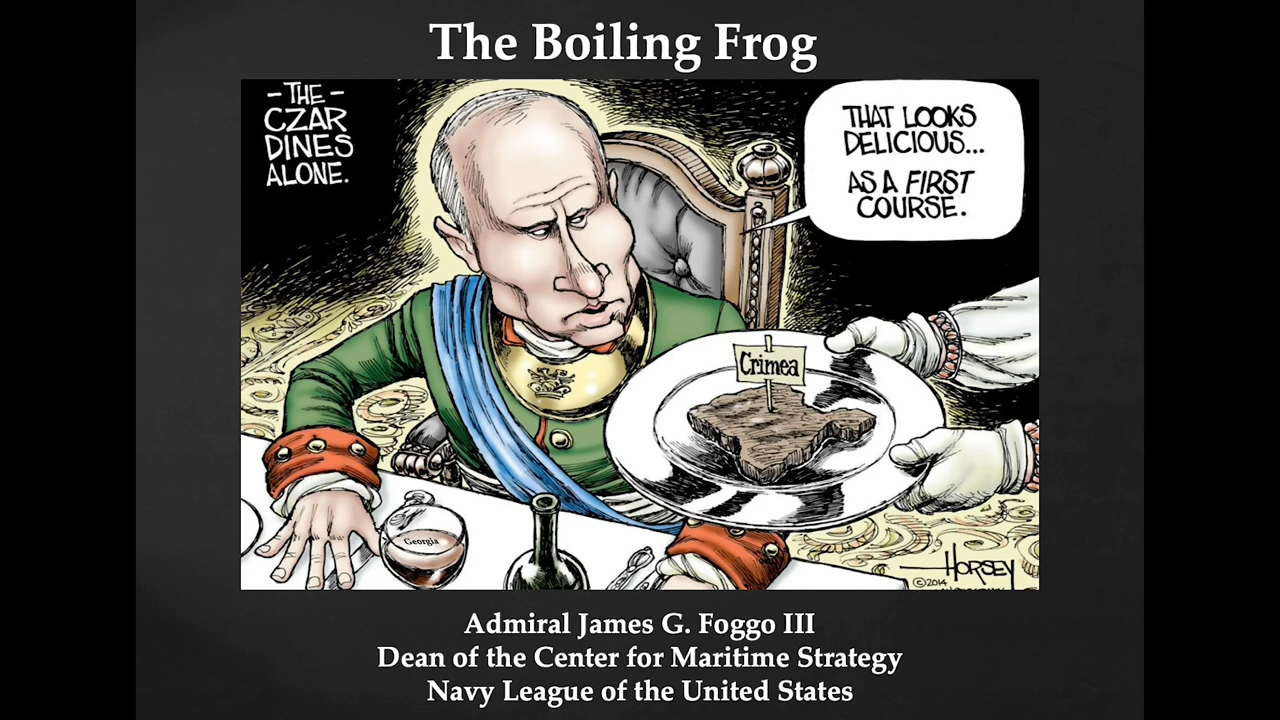 The Boiling Frog
– THE –
CZAR
DINES
ALONE.
THAT LOOKS
DELICIOUS...
AS A FIRST
COURSE.
Crimea
Georgia
HORSEY
©2014
Admiral James G. Foggo III
Dean of the Center for Maritime Strategy
Navy League of the United States